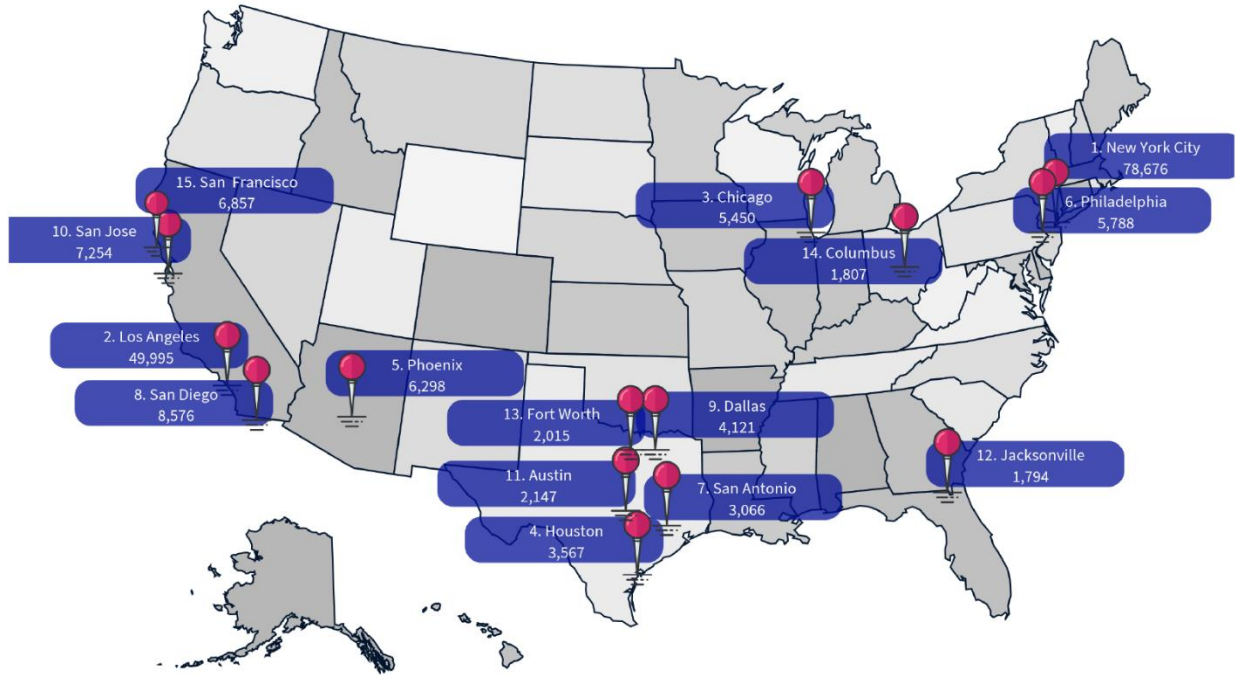 1. New York City
78,676
15. San Francisco
6,857
3. Chicago
5,450
6. Philadelphia
5,788
10. San Jose
7,254
14. Columbus
1,807
2. Los Angeles
49,995
5. Phoenix
6,298
8. San Diego
8,576
13. Fort Worth
2,015
9. Dallas
4,121
12. Jacksonville
1,794
11. Austin
2,147
7. San Antonio
3,066
4. Houston
3,567